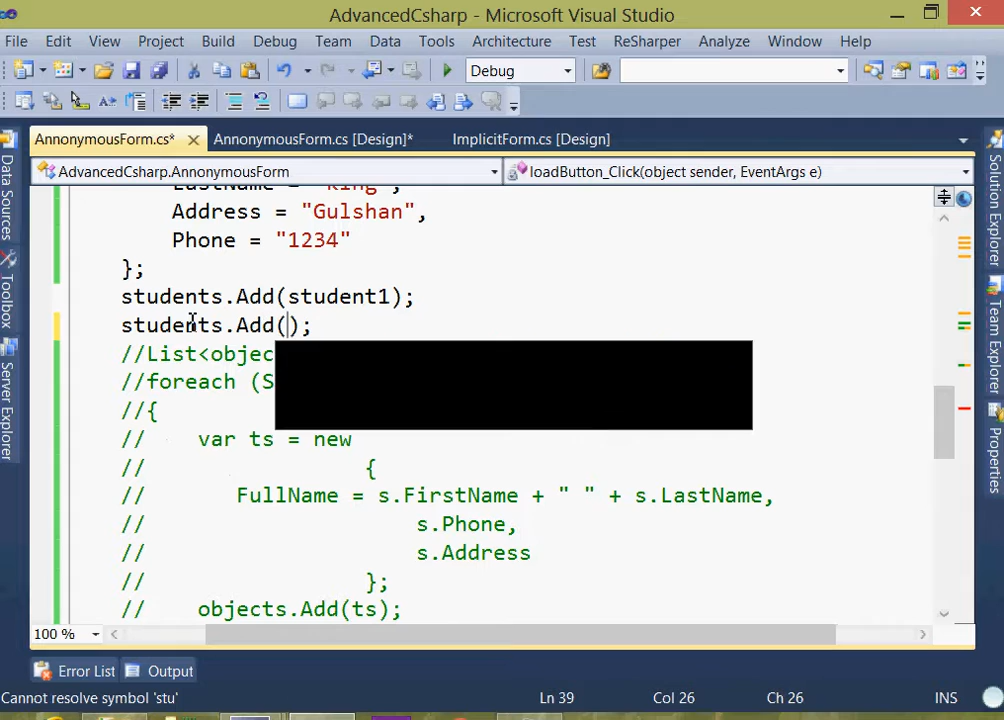 AdvancedCsharp - Microsoft Visual Studio
File Edit View Project Build Debug Team Data Tools Architecture Test ReSharper Analyze Window Help
Debug
AnnonymousForm.cs* AnnonymousForm.cs [Design]* ImplicitForm.cs [Design]
AdvancedCsharp.AnnonymousForm loadButton_Click(object sender, EventArgs e)
LastName = "King",
Address = "Gulshan",
Phone = "1234"
};
students.Add(student1);
students.Add();
//List<objec
//foreach (S
//{
// var ts = new
// {
// FullName = s.FirstName + " " + s.LastName,
// s.Phone,
// s.Address
// };
// objects.Add(ts);
100 %
Data Sources
Toolbox
Server Explorer
Solution Explorer
Team Explorer
Properties
Error List Output
Cannot resolve symbol 'stu' Ln 39 Col 26 Ch 26 INS